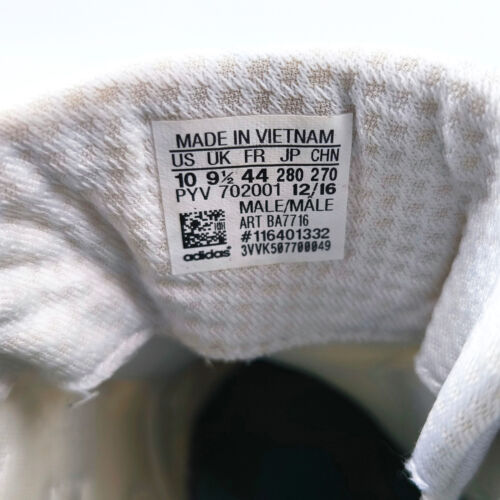 MADE IN VIETNAM
US UK FR JP CHN
10 9½ 44 280 270
PYV 702001 12/16
MALE/MÂLE
ART BA7716
#116401332
adidas 3VVK507700049